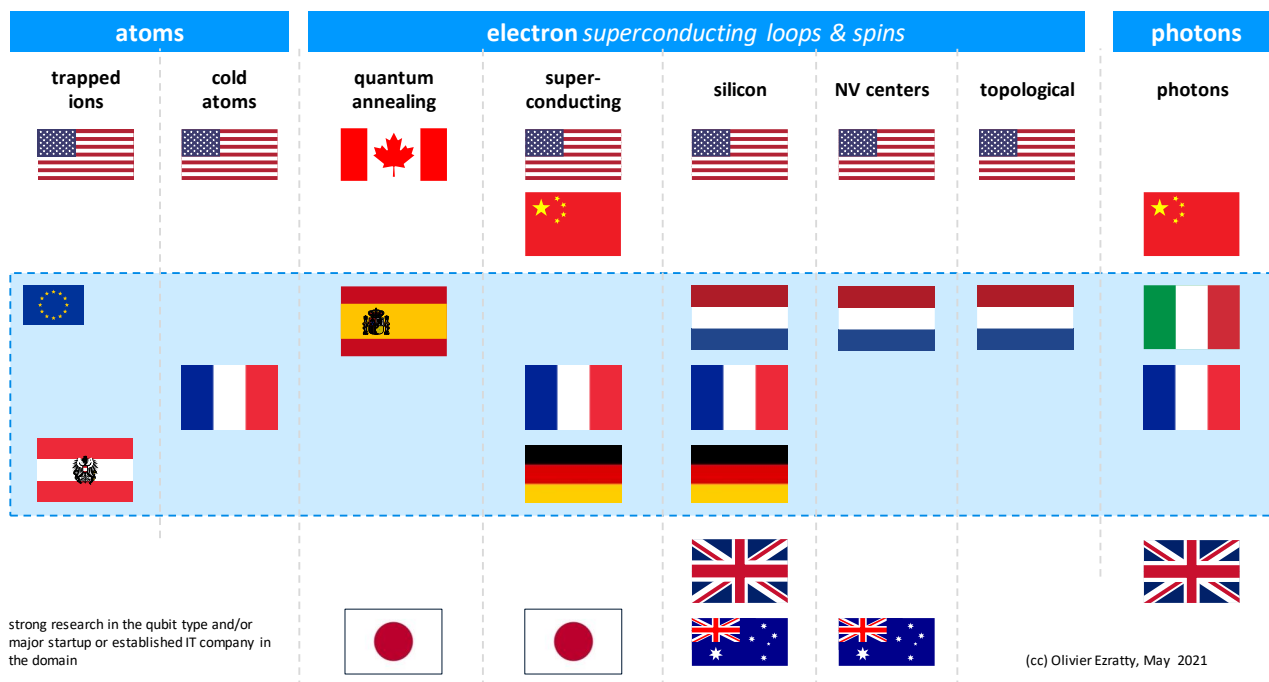 atoms
electron superconducting loops & spins
photons
trapped
ions
cold
atoms
quantum
annealing
super-
conducting
silicon
NV centers
topological
photons
strong research in the qubit type and/or
major startup or established IT company in
the domain
(cc) Olivier Ezratty, May 2021